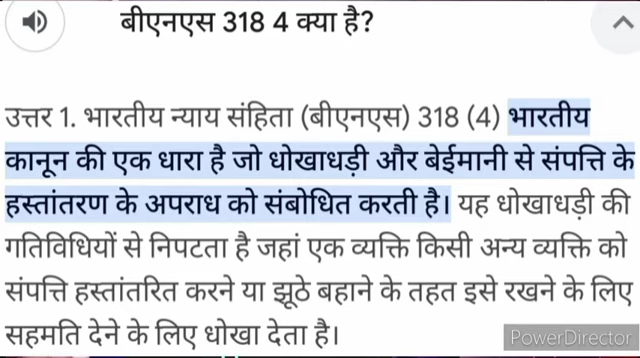 बीएनएस 318 4 क्या है?
उत्तर 1. भारतीय न्याय संहिता (बीएनएस) 318 (4) भारतीय
कानून की एक धारा है जो धोखाधड़ी और बेईमानी से संपत्ति के
हस्तांतरण के अपराध को संबोधित करती है। यह धोखाधड़ी की
गतिविधियों से निपटता है जहां एक व्यक्ति किसी अन्य व्यक्ति को
संपत्ति हस्तांतरित करने या झूठे बहाने के तहत इसे रखने के लिए
सहमति देने के लिए धोखा देता है।
PowerDirector